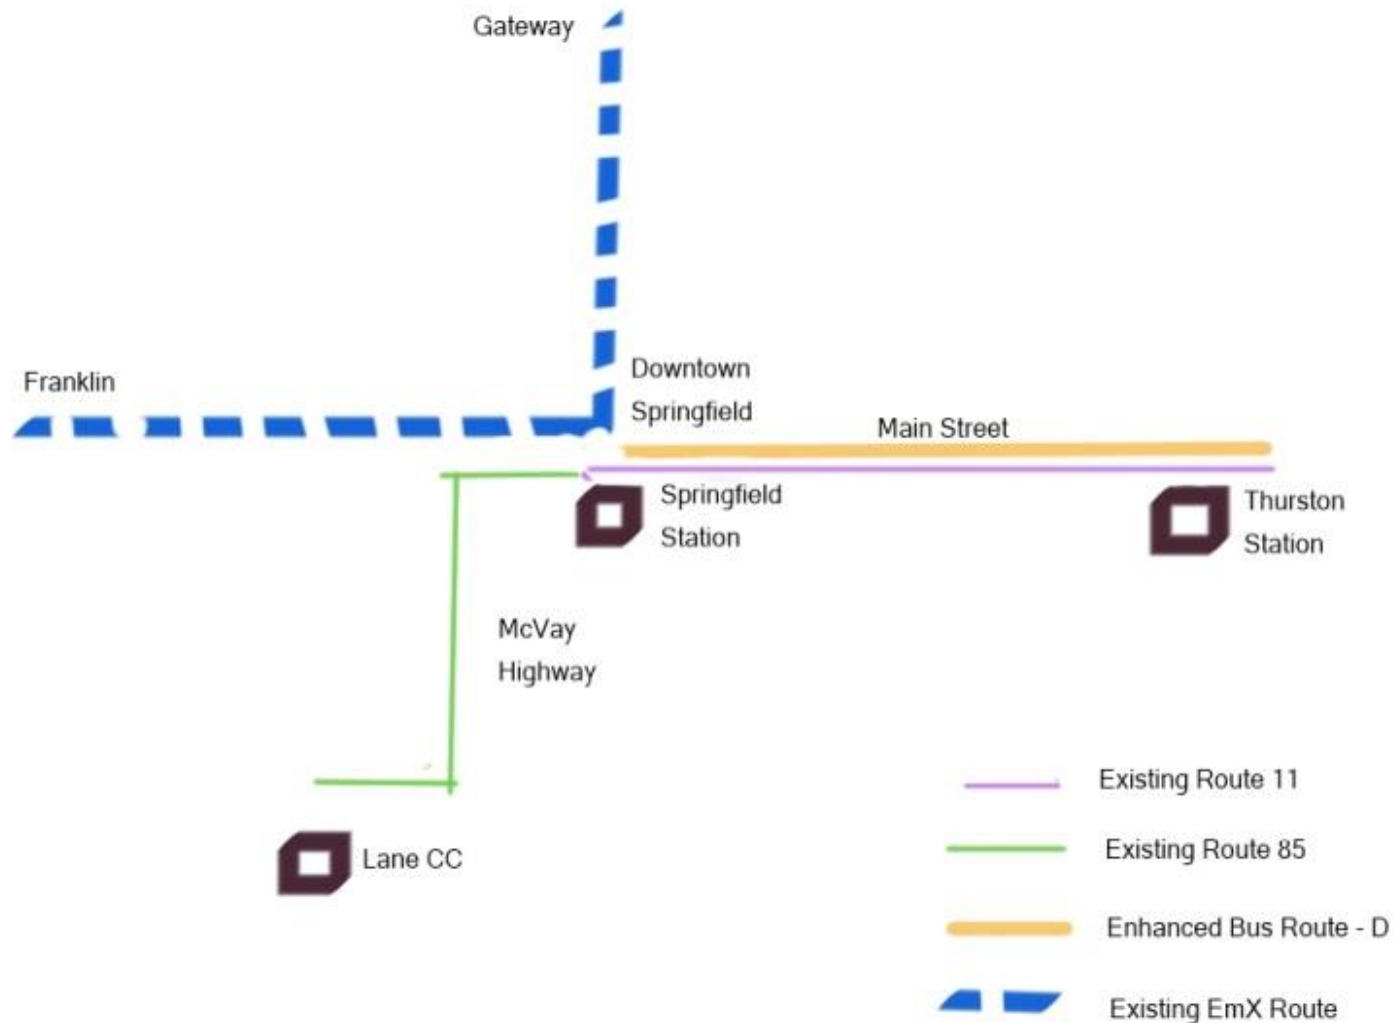 Gateway
Franklin
Downtown
Springfield
Main Street
Springfield
Station
Thurston
Station
McVay
Highway
Lane CC
Existing Route 11
Existing Route 85
Enhanced Bus Route - D
Existing EmX Route